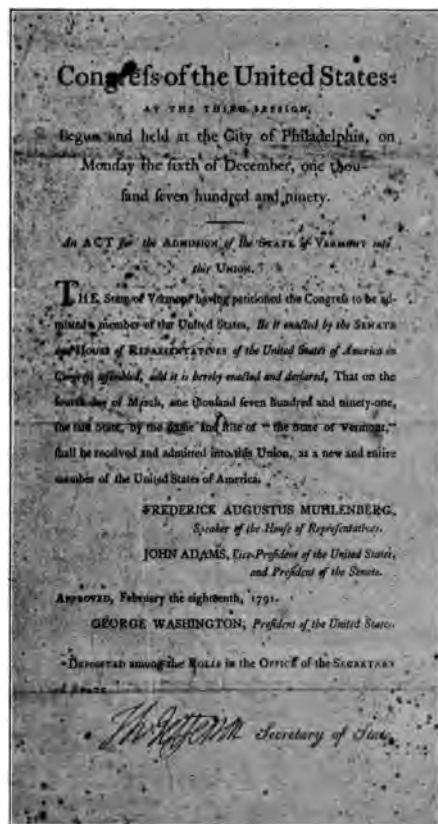 Congreſs of the United States:
AT THE THIRD SESSION,
Begun and held at the City of Philadelphia, on
Monday the ſixth of December, one thou-
ſand ſeven hundred and ninety.
An ACT for the ADMISSION of the STATE of VERMONT into
this UNION.
THE State of Vermont having petitioned the Congreſs to be ad-
mitted a member of the United States, Be it enacted by the SENATE
and HOUSE of REPRESENTATIVES of the United States of America in
Congreſs aſſembled, and it is hereby enacted and declared, That on the
fourth day of March, one thouſand ſeven hundred and ninety-one,
the ſaid State, by the name and ſtile of "the State of Vermont,"
ſhall be received and admitted into this Union, as a new and entire
member of the United States of America.
FREDERICK AUGUSTUS MUHLENBERG,
Speaker of the Houſe of Repreſentatives.
JOHN ADAMS, Vice-Preſident of the United States,
and Preſident of the Senate.
APPROVED, February the eighteenth, 1791.
GEORGE WASHINGTON, Preſident of the United States.
DEPOSITED among the ROLLS in the OFFICE of the SECRETARY
of STATE.
Th Jefferson Secretary of State.